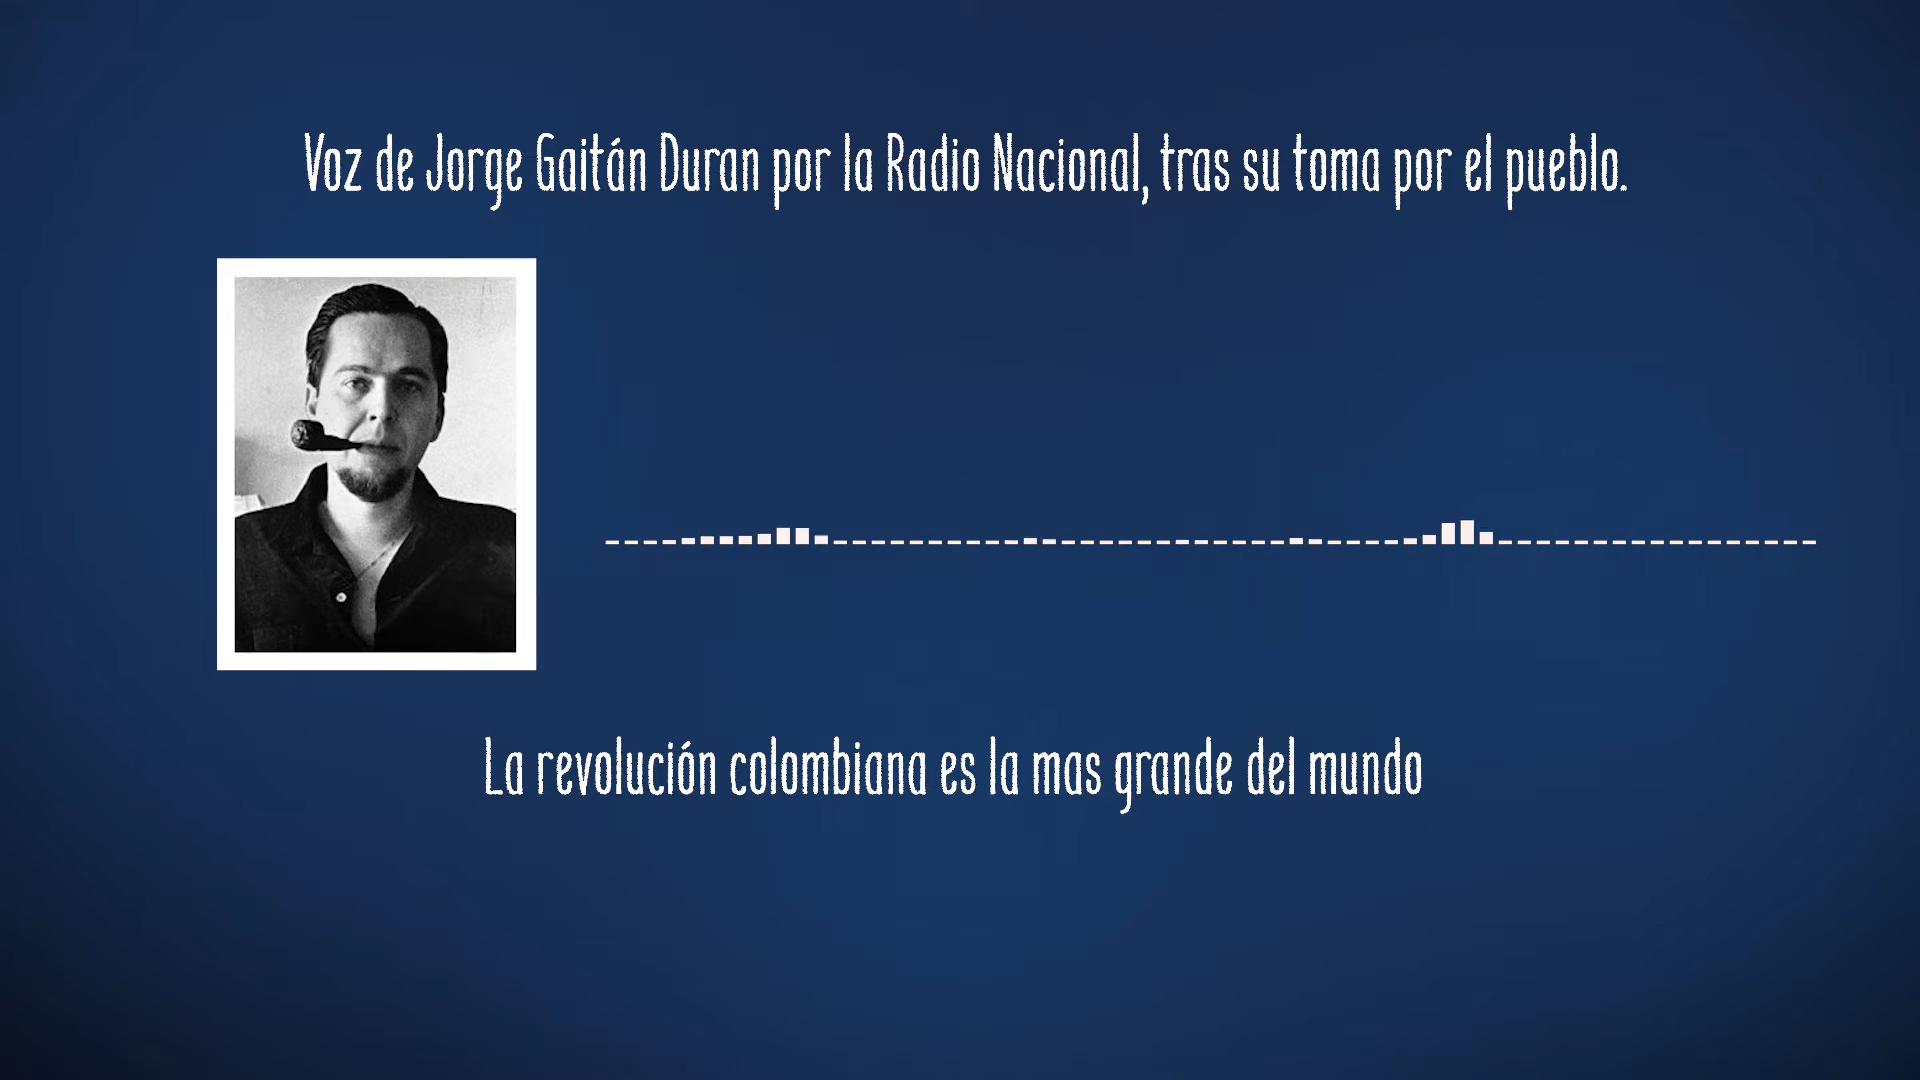 Voz de Jorge Gaitán Duran por la Radio Nacional, tras su toma por el pueblo.
La revolución colombiana es la mas grande del mundo